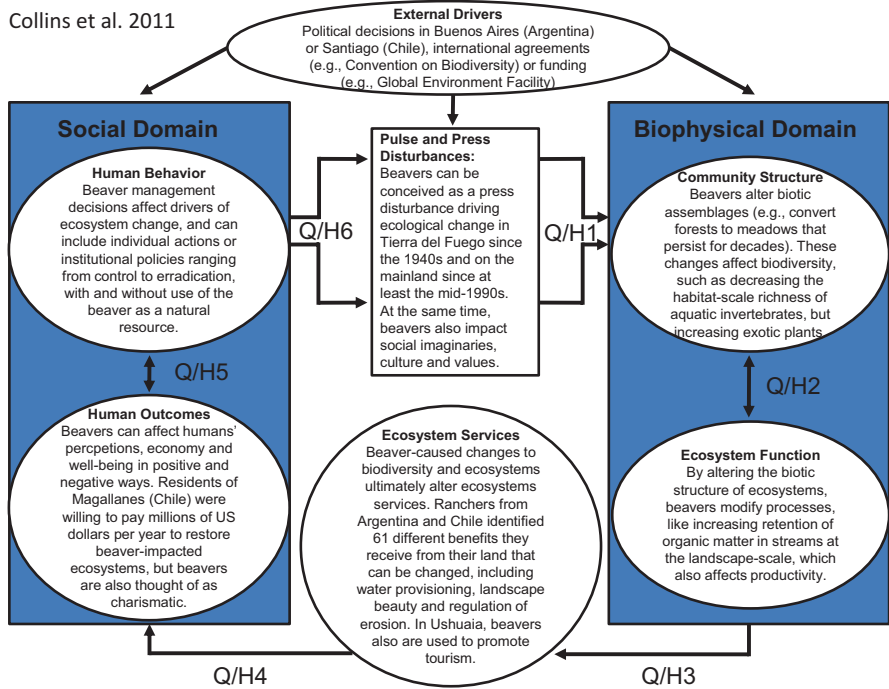 Collins et al. 2011
External Drivers
Political decisions in Buenos Aires (Argentina)
or Santiago (Chile), international agreements
(e.g., Convention on Biodiversity) or funding
(e.g., Global Environment Facility)
Social Domain
Human Behavior
Beaver management
decisions affect drivers of
ecosystem change, and can
include individual actions or
institutional policies ranging
from control to erradication,
with and without use of the
beaver as a natural
resource.
Q/H5
Human Outcomes
Beavers can affect humans’
percpetions, economy and
well-being in positive and
negative ways. Residents of
Magallanes (Chile) were
willing to pay millions of US
dollars per year to restore
beaver-impacted
ecosystems, but beavers
are also thought of as
charismatic.
Q/H6
Pulse and Press
Disturbances:
Beavers can be
conceived as a press
disturbance driving
ecological change in
Tierra del Fuego since
the 1940s and on the
mainland since at
least the mid-1990s.
At the same time,
beavers also impact
social imaginaries,
culture and values.
Q/H1
Biophysical Domain
Community Structure
Beavers alter biotic
assemblages (e.g., convert
forests to meadows that
persist for decades). These
changes affect biodiversity,
such as decreasing the
habitat-scale richness of
aquatic invertebrates, but
increasing exotic plants.
Q/H2
Ecosystem Function
By altering the biotic
structure of ecosystems,
beavers modify processes,
like increasing retention of
organic matter in streams at
the landscape-scale, which
also affects productivity.
Ecosystem Services
Beaver-caused changes to
biodiversity and ecosystems
ultimately alter ecosystems
services. Ranchers from
Argentina and Chile identified
61 different benefits they
receive from their land that
can be changed, including
water provisioning, landscape
beauty and regulation of
erosion. In Ushuaia, beavers
also are used to promote
tourism.
Q/H4
Q/H3